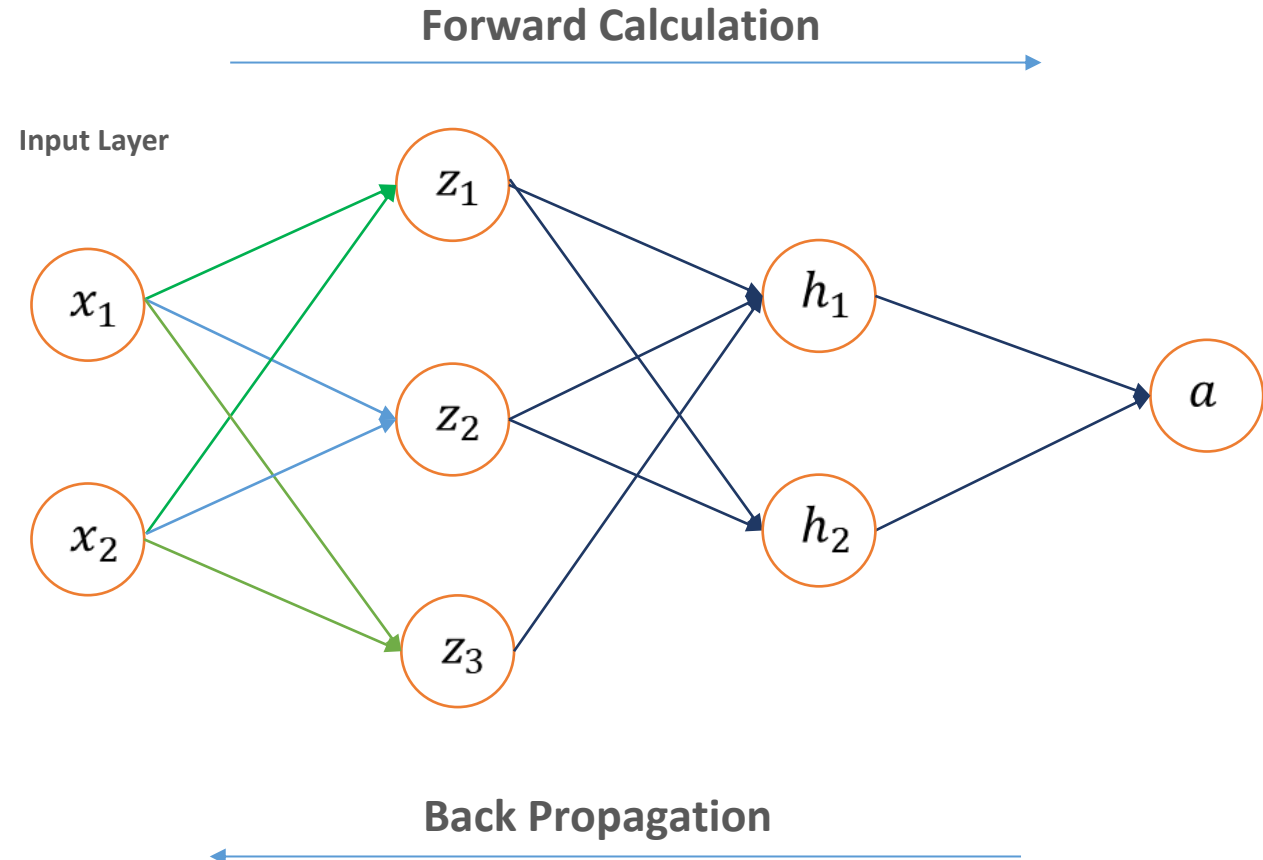 Forward Calculation
Input Layer
z₁
x₁
h₁
a
z₂
x₂
h₂
z₃
Back Propagation